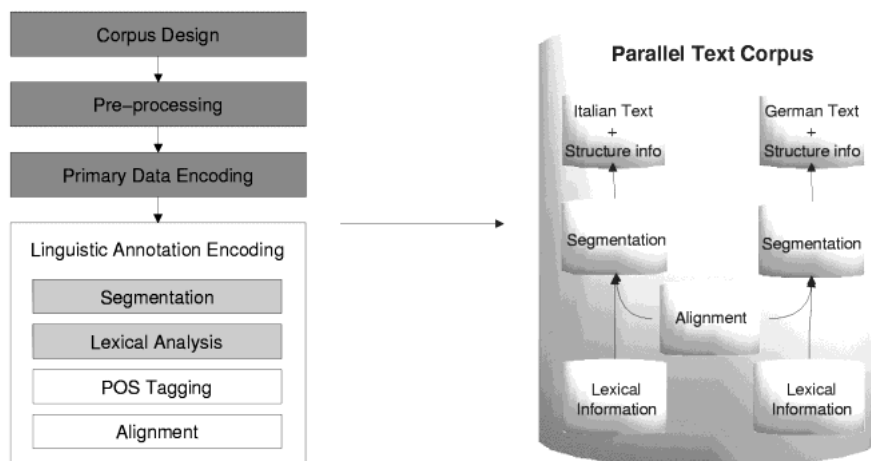 Corpus Design
Pre-processing
Primary Data Encoding
Linguistic Annotation Encoding
Segmentation
Lexical Analysis
POS Tagging
Alignment
Parallel Text Corpus
Italian Text
+
Structure info
German Text
+
Structure info
Segmentation
Segmentation
Alignment
Lexical
Information
Lexical
Information